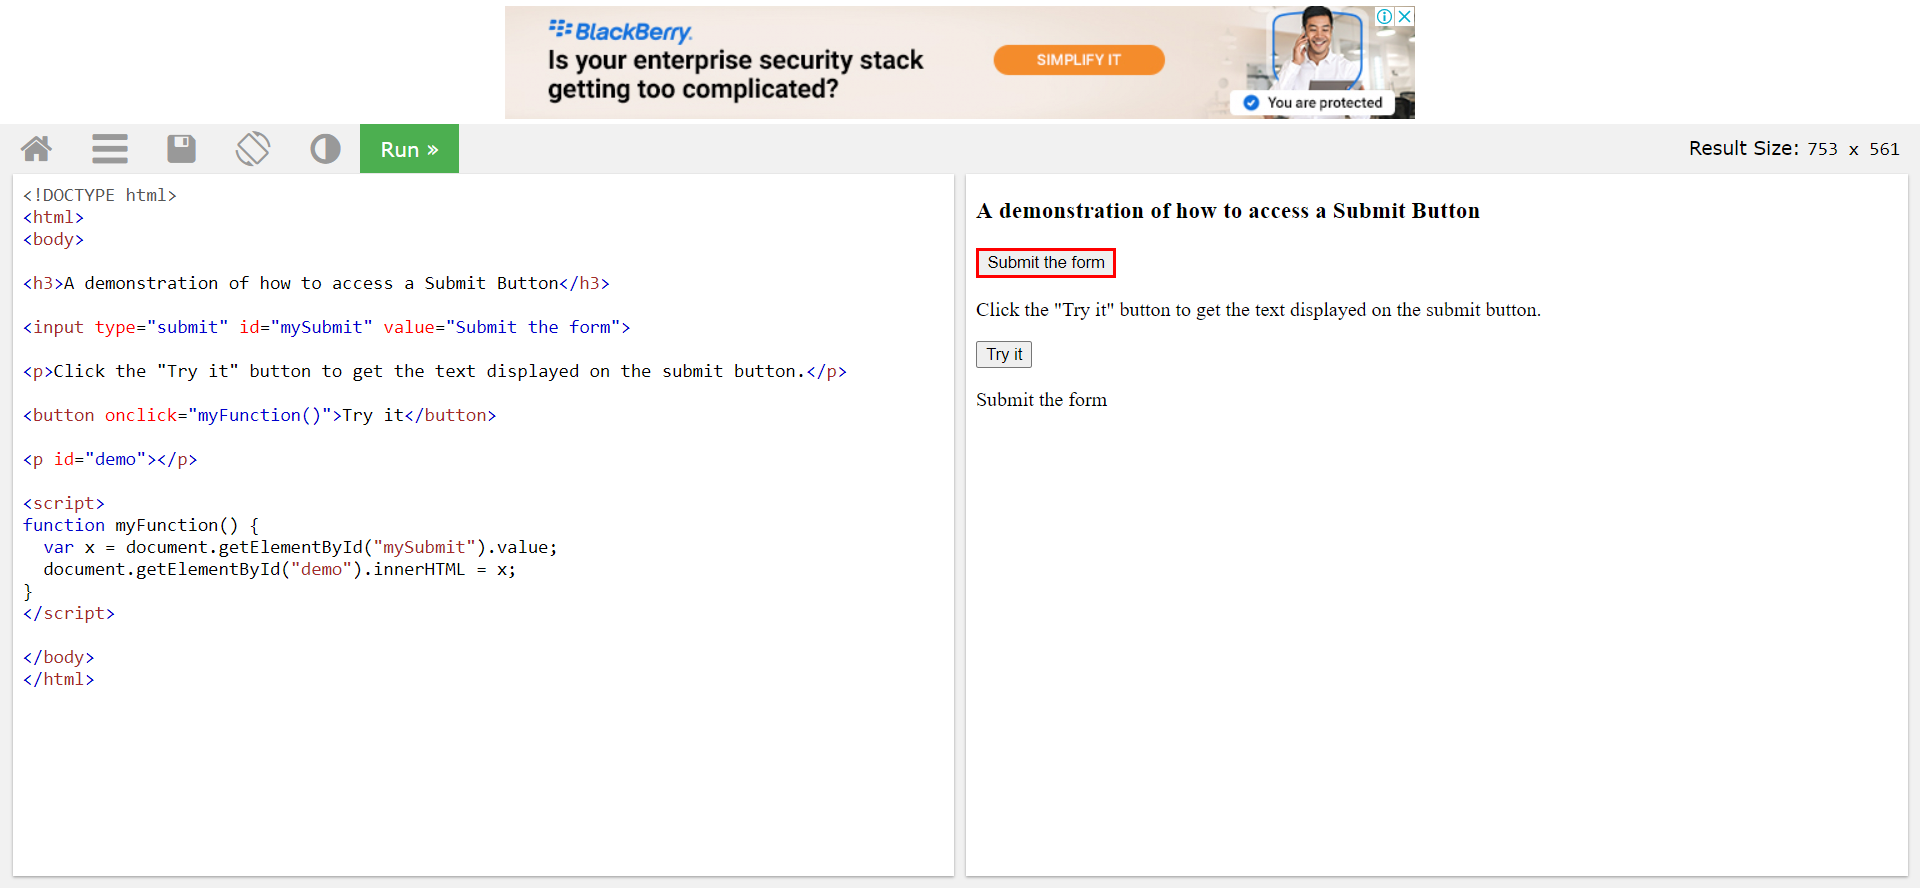 BlackBerry.
Is your enterprise security stack
getting too complicated?
SIMPLIFY IT
You are protected
Run »
Result Size: 753 x 561
<!DOCTYPE html>
<html>
<body>
<h3>A demonstration of how to access a Submit Button</h3>
<input type="submit" id="mySubmit" value="Submit the form">
<p>Click the "Try it" button to get the text displayed on the submit button.</p>
<button onclick="myFunction()">Try it</button>
<p id="demo"></p>
<script>
function myFunction() {
  var x = document.getElementById("mySubmit").value;
  document.getElementById("demo").innerHTML = x;
}
</script>
</body>
</html>
A demonstration of how to access a Submit Button
Submit the form
Click the "Try it" button to get the text displayed on the submit button.
Try it
Submit the form